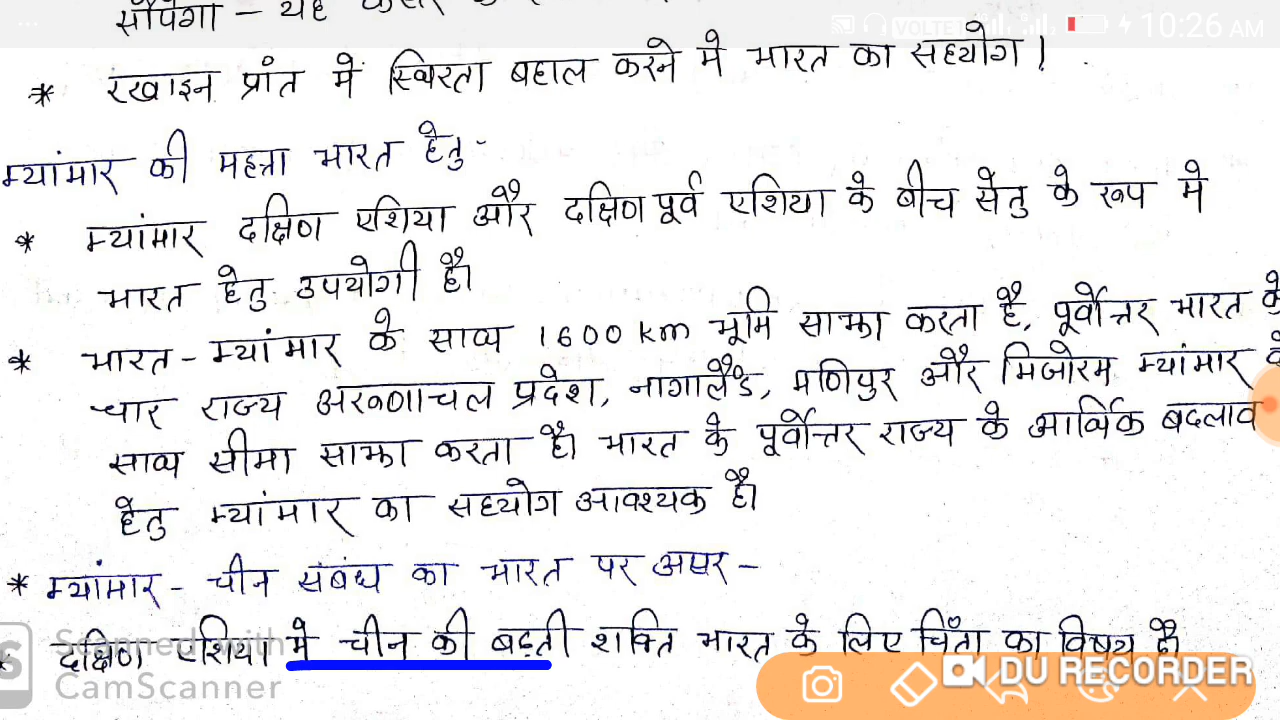 सौंपेगा – यह
10:26 AM
* रखाइन प्रांत में स्थिरता बहाल करने मे भारत का सहयोग।
म्यांमार की महत्ता भारत हेतु-
* म्यांमार दक्षिण एशिया और दक्षिण पूर्व एशिया के बीच सेतु के रूप मे
भारत हेतु उपयोगी है।
* भारत - म्यांमार के साथ 1600 km भूमि साझा करता है, पूर्वोत्तर भारत के
चार राज्य अरूणाचल प्रदेश, नागालैंड, मणिपुर और मिजोरम म्यांमार के
साथ सीमा साझा करता है। भारत के पूर्वोत्तर राज्य के आर्थिक बदलाव
हेतु म्यांमार का सहयोग आवश्यक है।
* म्यांमार - चीन संबंध का भारत पर असर –
* दक्षिण एशिया मे चीन की बढ़ती शक्ति भारत के लिए चिंता का विषय है
Scanned with
CamScanner
DU RECORDER